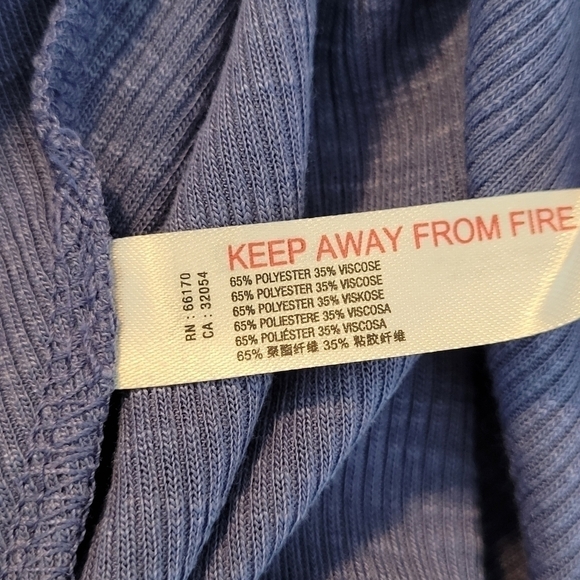 KEEP AWAY FROM FIRE
65% POLYESTER 35% VISCOSE
65% POLYESTER 35% VISCOSE
65% POLYESTER 35% VISKOSE
65% POLIESTERE 35% VISCOSA
65% POLIÉSTER 35% VISCOSA
65% 聚酯纤维 35% 粘胶纤维
RN : 66170
CA : 32054